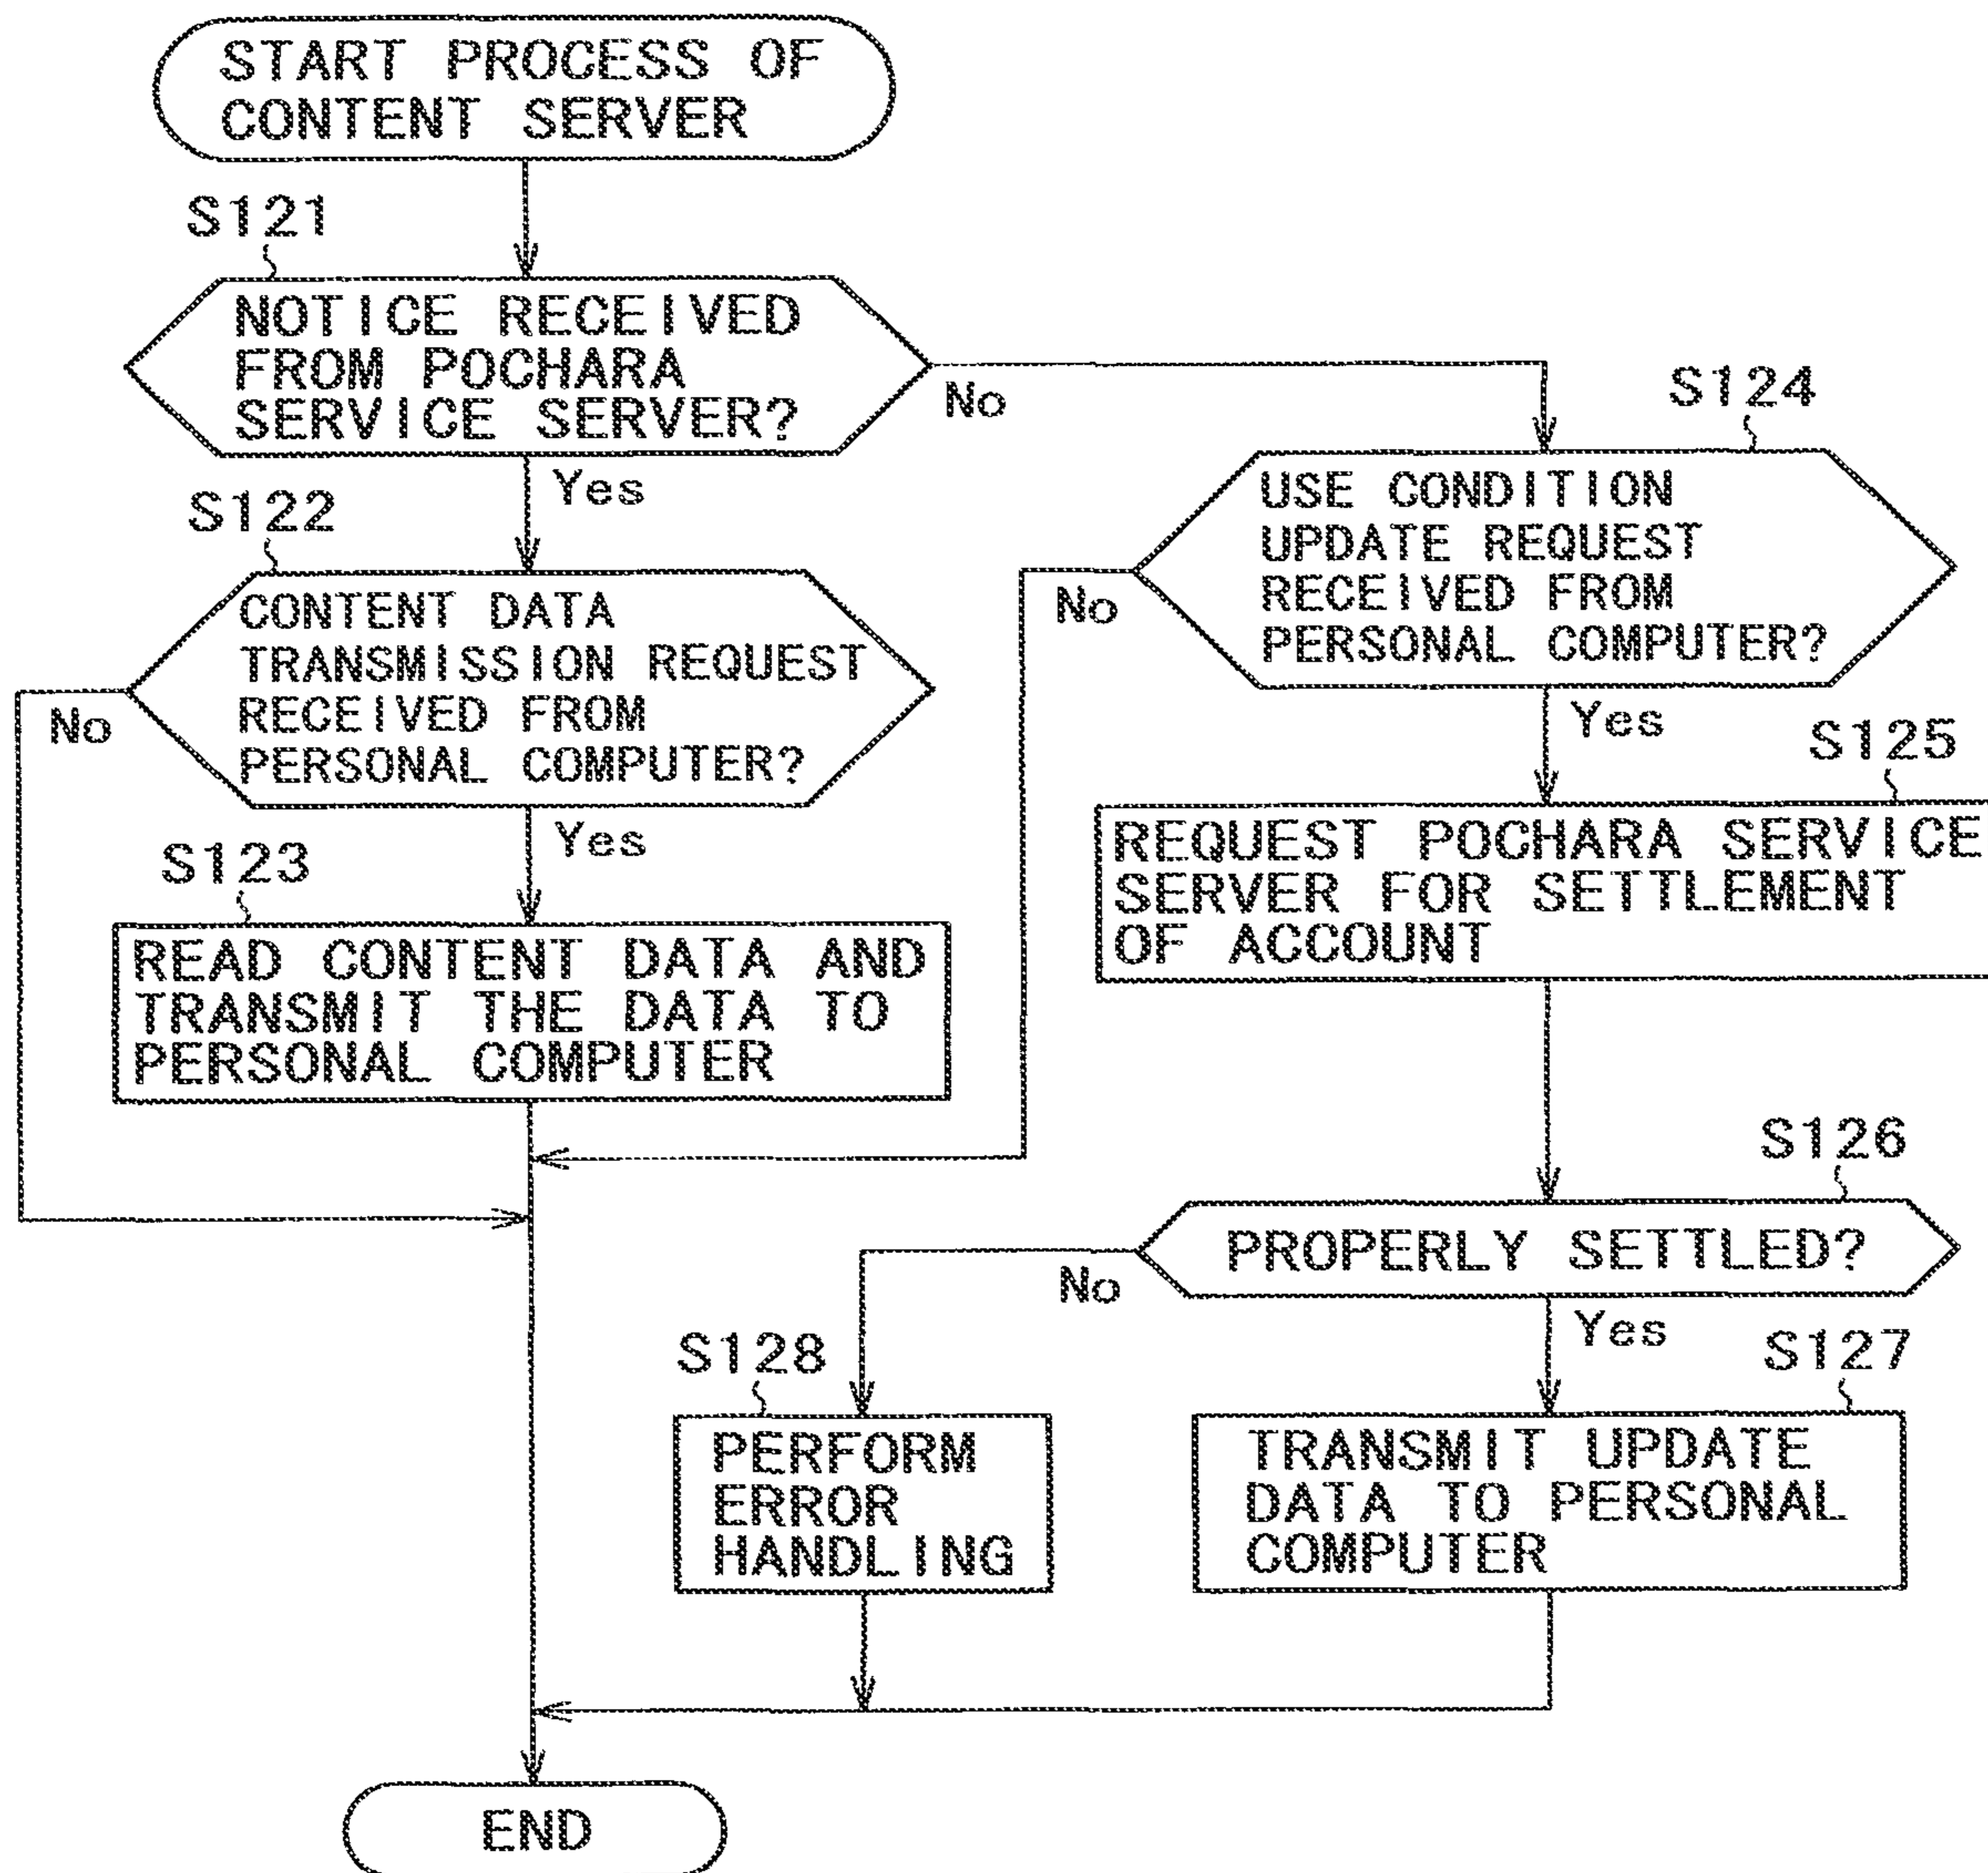 START PROCESS OF
CONTENT SERVER
S121
NOTICE RECEIVED
FROM POCHARA
SERVICE SERVER?
No
Yes
S122
CONTENT DATA
TRANSMISSION REQUEST
RECEIVED FROM
PERSONAL COMPUTER?
No
Yes
S123
READ CONTENT DATA AND
TRANSMIT THE DATA TO
PERSONAL COMPUTER
S124
USE CONDITION
UPDATE REQUEST
RECEIVED FROM
PERSONAL COMPUTER?
No
Yes
S125
REQUEST POCHARA SERVICE
SERVER FOR SETTLEMENT
OF ACCOUNT
S126
PROPERLY SETTLED?
No
Yes
S128
PERFORM
ERROR
HANDLING
S127
TRANSMIT UPDATE
DATA TO PERSONAL
COMPUTER
END